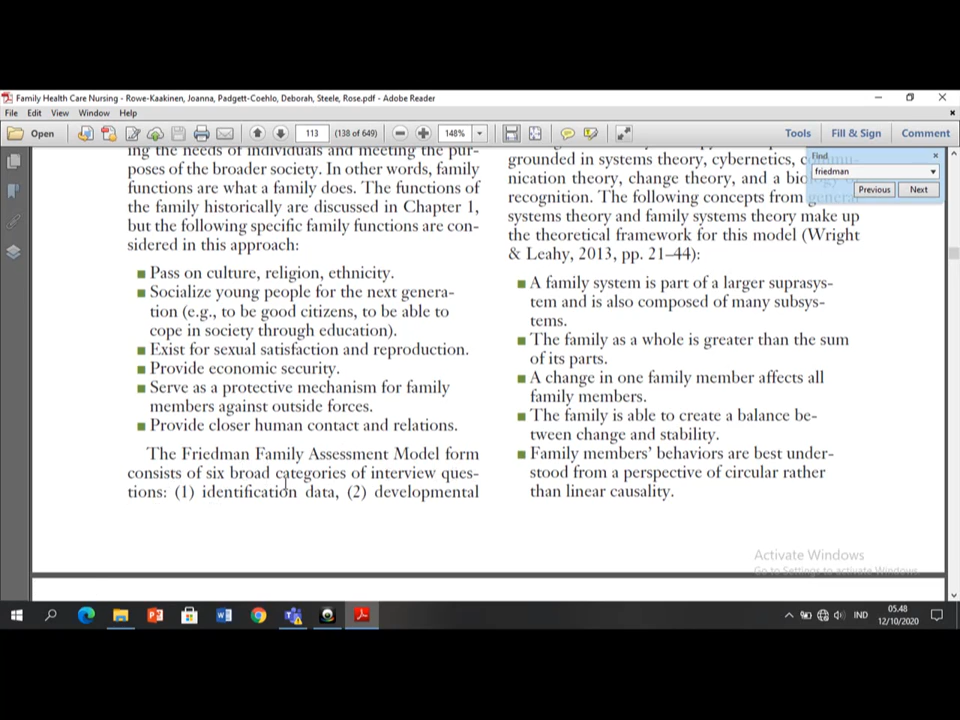 Family Health Care Nursing - Rowe-Kaakinen, Joanna, Padgett-Coehlo, Deborah, Steele, Rose.pdf - Adobe Reader
File Edit View Window Help
Open 113 (138 of 649) 148% Tools Fill & Sign Comment
Find
friedman
Previous Next
ing the needs of individuals and meeting the pur-
poses of the broader society. In other words, family
functions are what a family does. The functions of
the family historically are discussed in Chapter 1,
but the following specific family functions are con-
sidered in this approach:
■ Pass on culture, religion, ethnicity.
■ Socialize young people for the next genera-
tion (e.g., to be good citizens, to be able to
cope in society through education).
■ Exist for sexual satisfaction and reproduction.
■ Provide economic security.
■ Serve as a protective mechanism for family
members against outside forces.
■ Provide closer human contact and relations.
The Friedman Family Assessment Model form
consists of six broad categories of interview ques-
tions: (1) identification data, (2) developmental
grounded in systems theory, cybernetics,
nication theory, change theory, and a
recognition. The following concepts from general
systems theory and family systems theory make up
the theoretical framework for this model (Wright
& Leahy, 2013, pp. 21–44):
■ A family system is part of a larger suprasys-
tem and is also composed of many subsys-
tems.
■ The family as a whole is greater than the sum
of its parts.
■ A change in one family member affects all
family members.
■ The family is able to create a balance be-
tween change and stability.
■ Family members' behaviors are best under-
stood from a perspective of circular rather
than linear causality.
Activate Windows
Go to Settings to activate Windows.
IND
05.48
12/10/2020